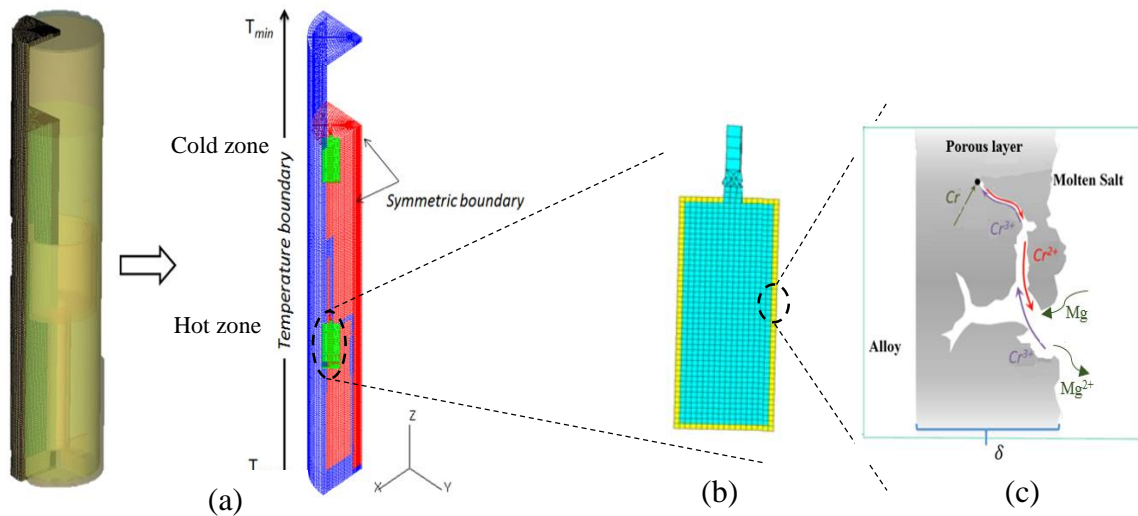 T_min
Cold zone
Symmetric boundary
Temperature boundary
Hot zone
T
Z
X
Y
(a)
(b)
Porous layer
Molten Salt
Cr
Cr³⁺
Cr²⁺
Mg
Alloy
Cr³⁺
Mg²⁺
δ
(c)